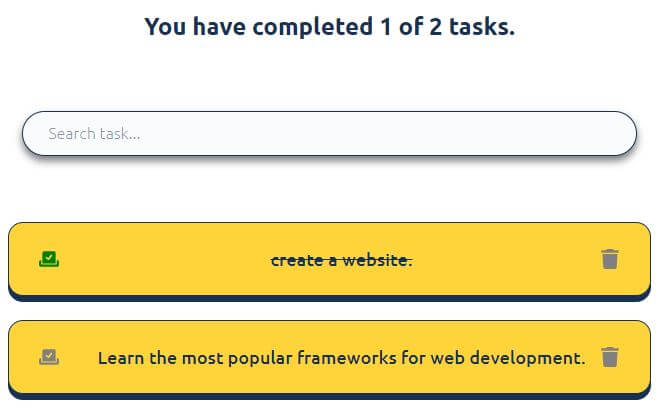 You have completed 1 of 2 tasks.
Search task...
create a website.
Learn the most popular frameworks for web development.